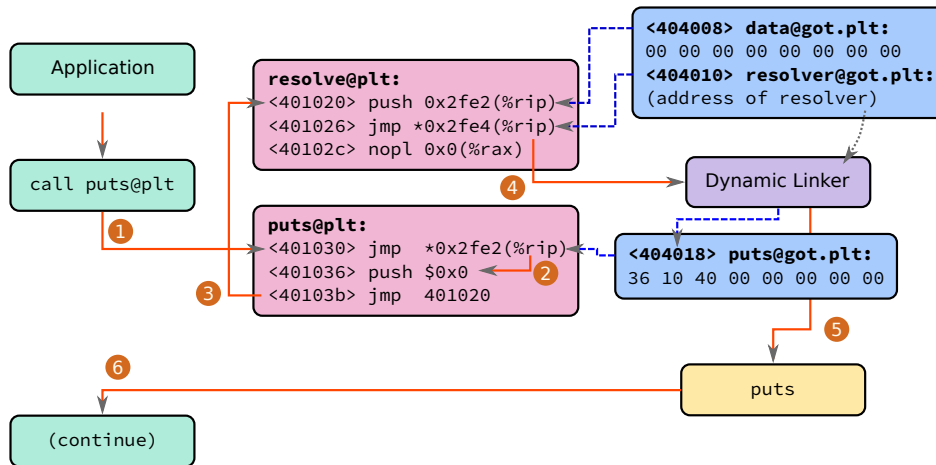 Application
call puts@plt
1
resolve@plt:
<401020> push 0x2fe2(%rip)
<401026> jmp *0x2fe4(%rip)
<40102c> nopl 0x0(%rax)
<404008> data@got.plt:
00 00 00 00 00 00 00 00
<404010> resolver@got.plt:
(address of resolver)
4
Dynamic Linker
puts@plt:
<401030> jmp  *0x2fe2(%rip)
<401036> push $0x0
<40103b> jmp  401020
2
3
<404018> puts@got.plt:
36 10 40 00 00 00 00 00
5
puts
6
(continue)